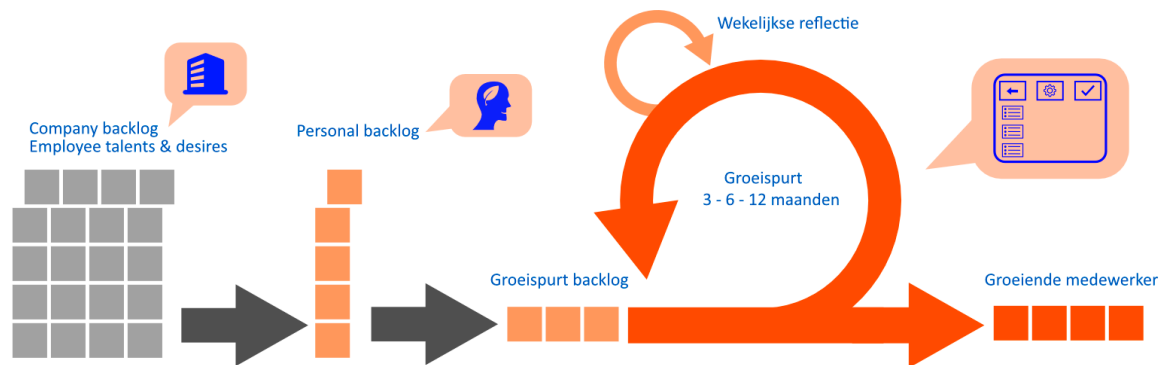 Wekelijkse reflectie
Company backlog
Employee talents & desires
Personal backlog
Groeispurt
3 - 6 - 12 maanden
Groeispurt backlog
Groeiende medewerker